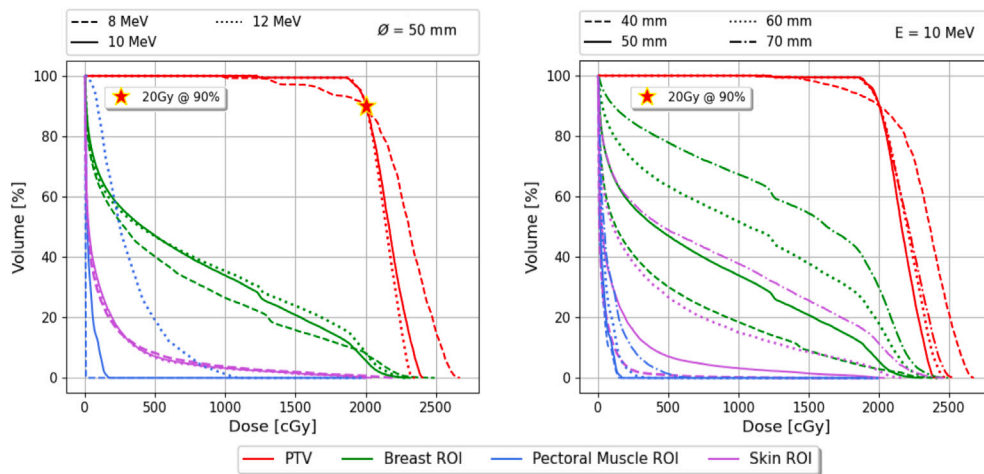 8 MeV 12 MeV
10 MeV
Ø = 50 mm
40 mm 60 mm
50 mm 70 mm
E = 10 MeV
100
80
60
40
20
0
Volume [%]
20Gy @ 90%
0 500 1000 1500 2000 2500
Dose [cGy]
100
80
60
40
20
0
Volume [%]
20Gy @ 90%
0 500 1000 1500 2000 2500
Dose [cGy]
PTV Breast ROI Pectoral Muscle ROI Skin ROI